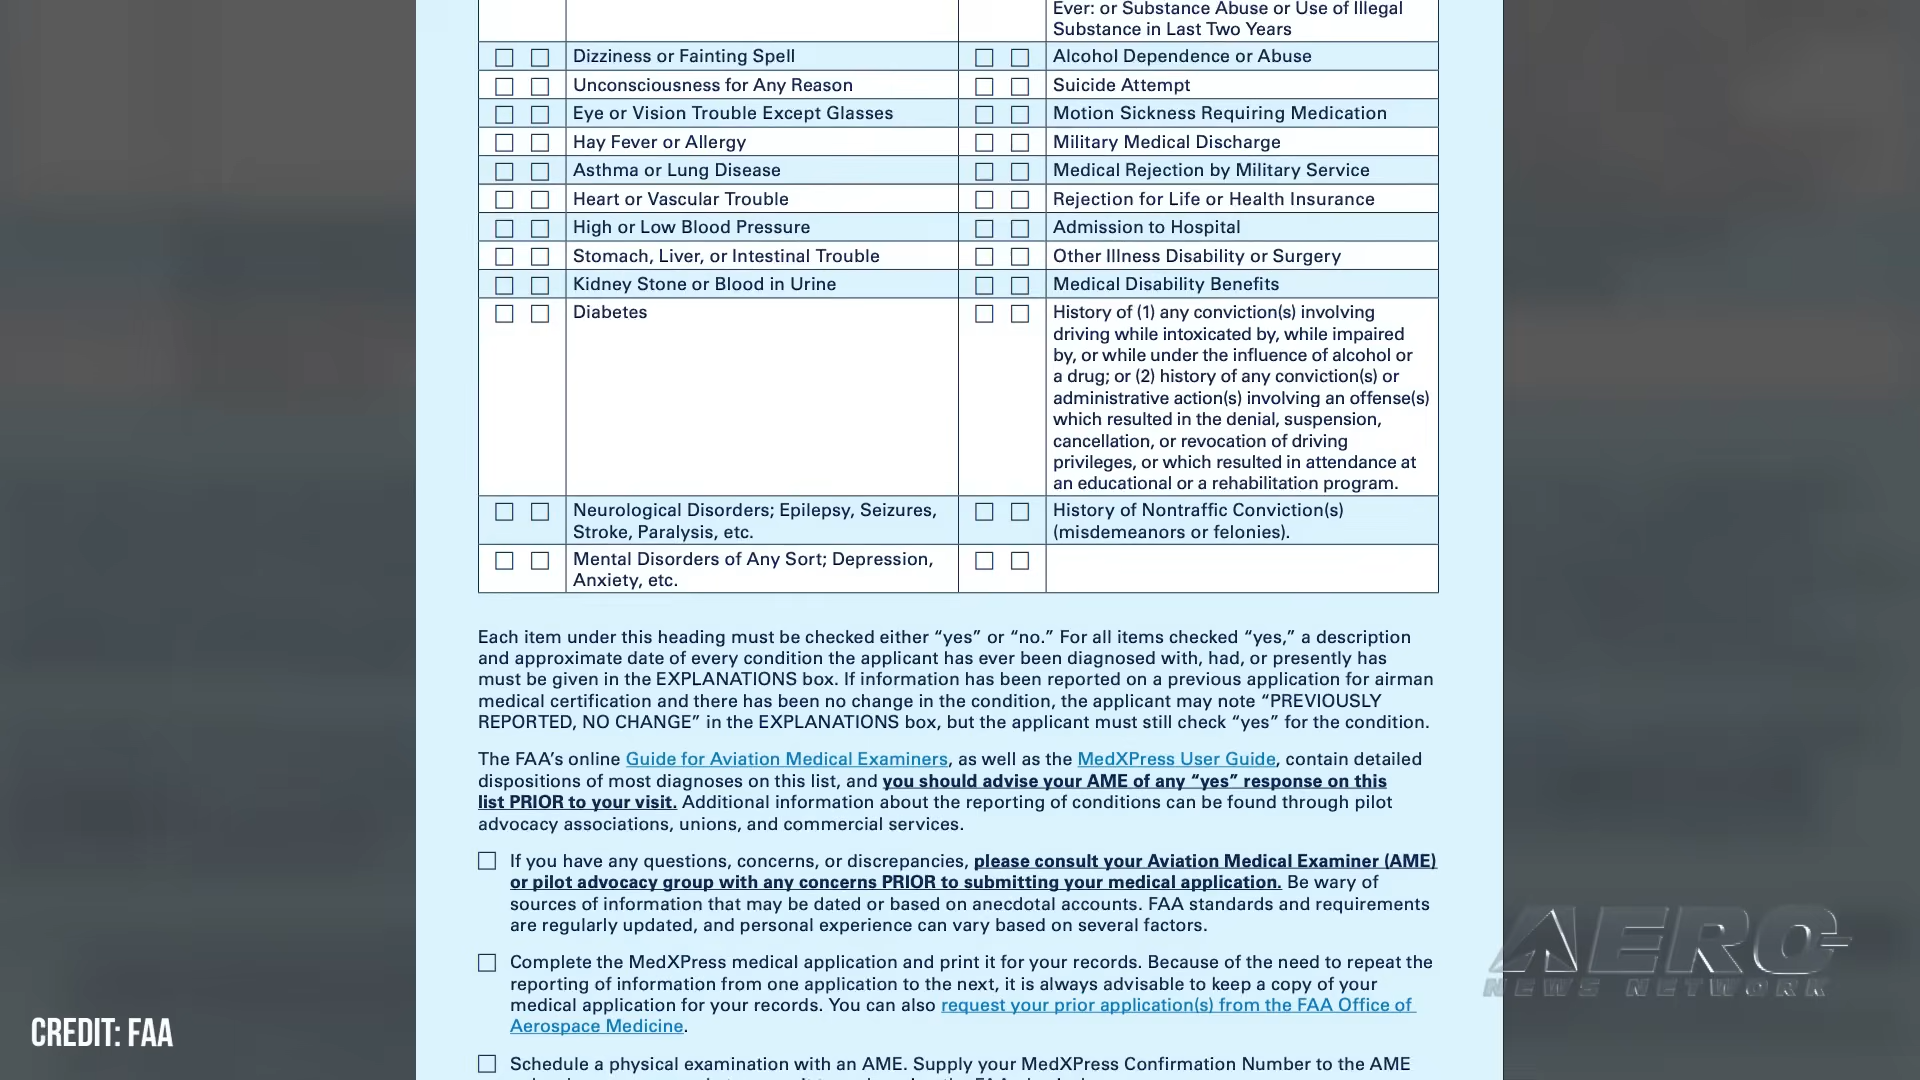 Ever: or Substance Abuse or Use of Illegal
Substance in Last Two Years
Dizziness or Fainting Spell
Alcohol Dependence or Abuse
Unconsciousness for Any Reason
Suicide Attempt
Eye or Vision Trouble Except Glasses
Motion Sickness Requiring Medication
Hay Fever or Allergy
Military Medical Discharge
Asthma or Lung Disease
Medical Rejection by Military Service
Heart or Vascular Trouble
Rejection for Life or Health Insurance
High or Low Blood Pressure
Admission to Hospital
Stomach, Liver, or Intestinal Trouble
Other Illness Disability or Surgery
Kidney Stone or Blood in Urine
Medical Disability Benefits
Diabetes
History of (1) any conviction(s) involving
driving while intoxicated by, while impaired
by, or while under the influence of alcohol or
a drug; or (2) history of any conviction(s) or
administrative action(s) involving an offense(s)
which resulted in the denial, suspension,
cancellation, or revocation of driving
privileges, or which resulted in attendance at
an educational or a rehabilitation program.
Neurological Disorders; Epilepsy, Seizures,
Stroke, Paralysis, etc.
History of Nontraffic Conviction(s)
(misdemeanors or felonies).
Mental Disorders of Any Sort; Depression,
Anxiety, etc.
Each item under this heading must be checked either “yes” or “no.” For all items checked “yes,” a description
and approximate date of every condition the applicant has ever been diagnosed with, had, or presently has
must be given in the EXPLANATIONS box. If information has been reported on a previous application for airman
medical certification and there has been no change in the condition, the applicant may note “PREVIOUSLY
REPORTED, NO CHANGE” in the EXPLANATIONS box, but the applicant must still check “yes” for the condition.
The FAA’s online Guide for Aviation Medical Examiners, as well as the MedXPress User Guide, contain detailed
dispositions of most diagnoses on this list, and you should advise your AME of any “yes” response on this
list PRIOR to your visit. Additional information about the reporting of conditions can be found through pilot
advocacy associations, unions, and commercial services.
If you have any questions, concerns, or discrepancies, please consult your Aviation Medical Examiner (AME)
or pilot advocacy group with any concerns PRIOR to submitting your medical application. Be wary of
sources of information that may be dated or based on anecdotal accounts. FAA standards and requirements
are regularly updated, and personal experience can vary based on several factors.
Complete the MedXPress medical application and print it for your records. Because of the need to repeat the
reporting of information from one application to the next, it is always advisable to keep a copy of your
medical application for your records. You can also request your prior application(s) from the FAA Office of
Aerospace Medicine.
Schedule a physical examination with an AME. Supply your MedXPress Confirmation Number to the AME
AERO
NEWS NETWORK
CREDIT: FAA